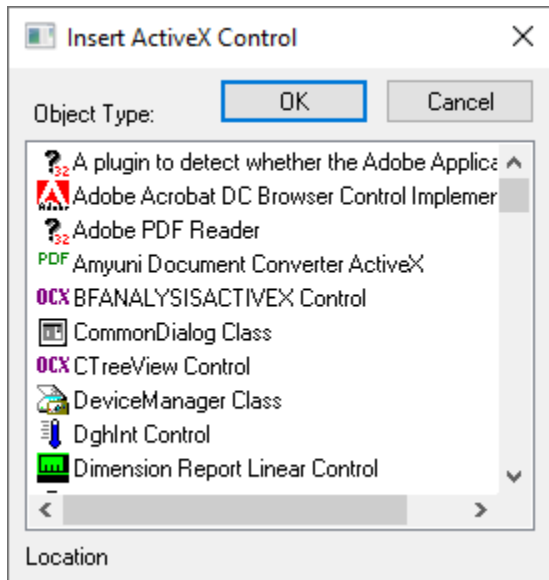 Insert ActiveX Control
Object Type:
OK
Cancel
A plugin to detect whether the Adobe Applica
Adobe Acrobat DC Browser Control Implemer
Adobe PDF Reader
PDF Amyuni Document Converter ActiveX
OCX BFANALYSISACTIVEX Control
CommonDialog Class
OCX CTreeView Control
DeviceManager Class
DghInt Control
Dimension Report Linear Control
Location